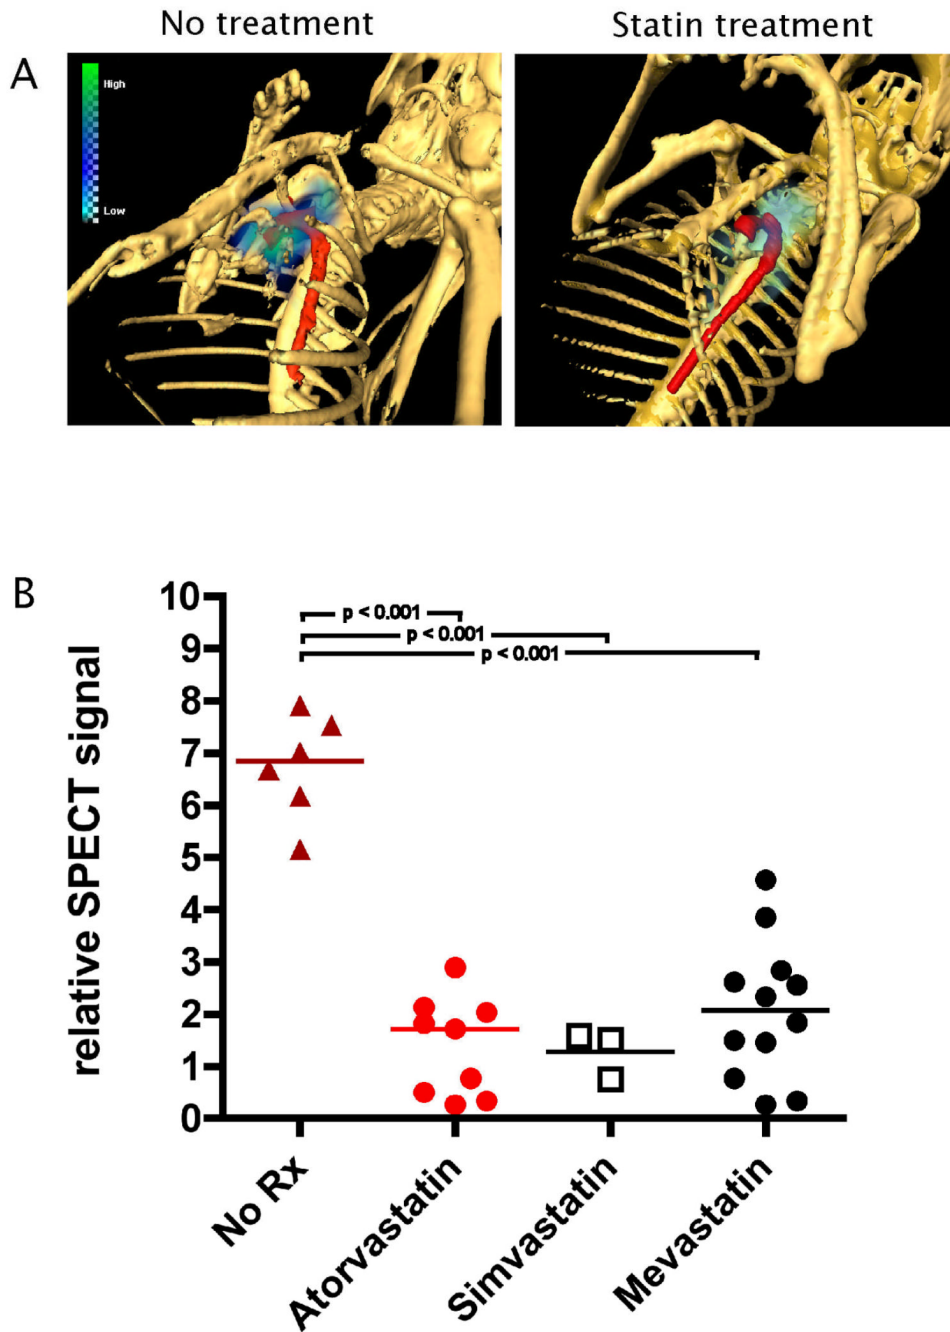 No treatment
Statin treatment
A
High
Low
B
relative SPECT signal
10
9
8
7
6
5
4
3
2
1
0
p < 0.001
p < 0.001
p < 0.001
No Rx
Atorvastatin
Simvastatin
Mevastatin